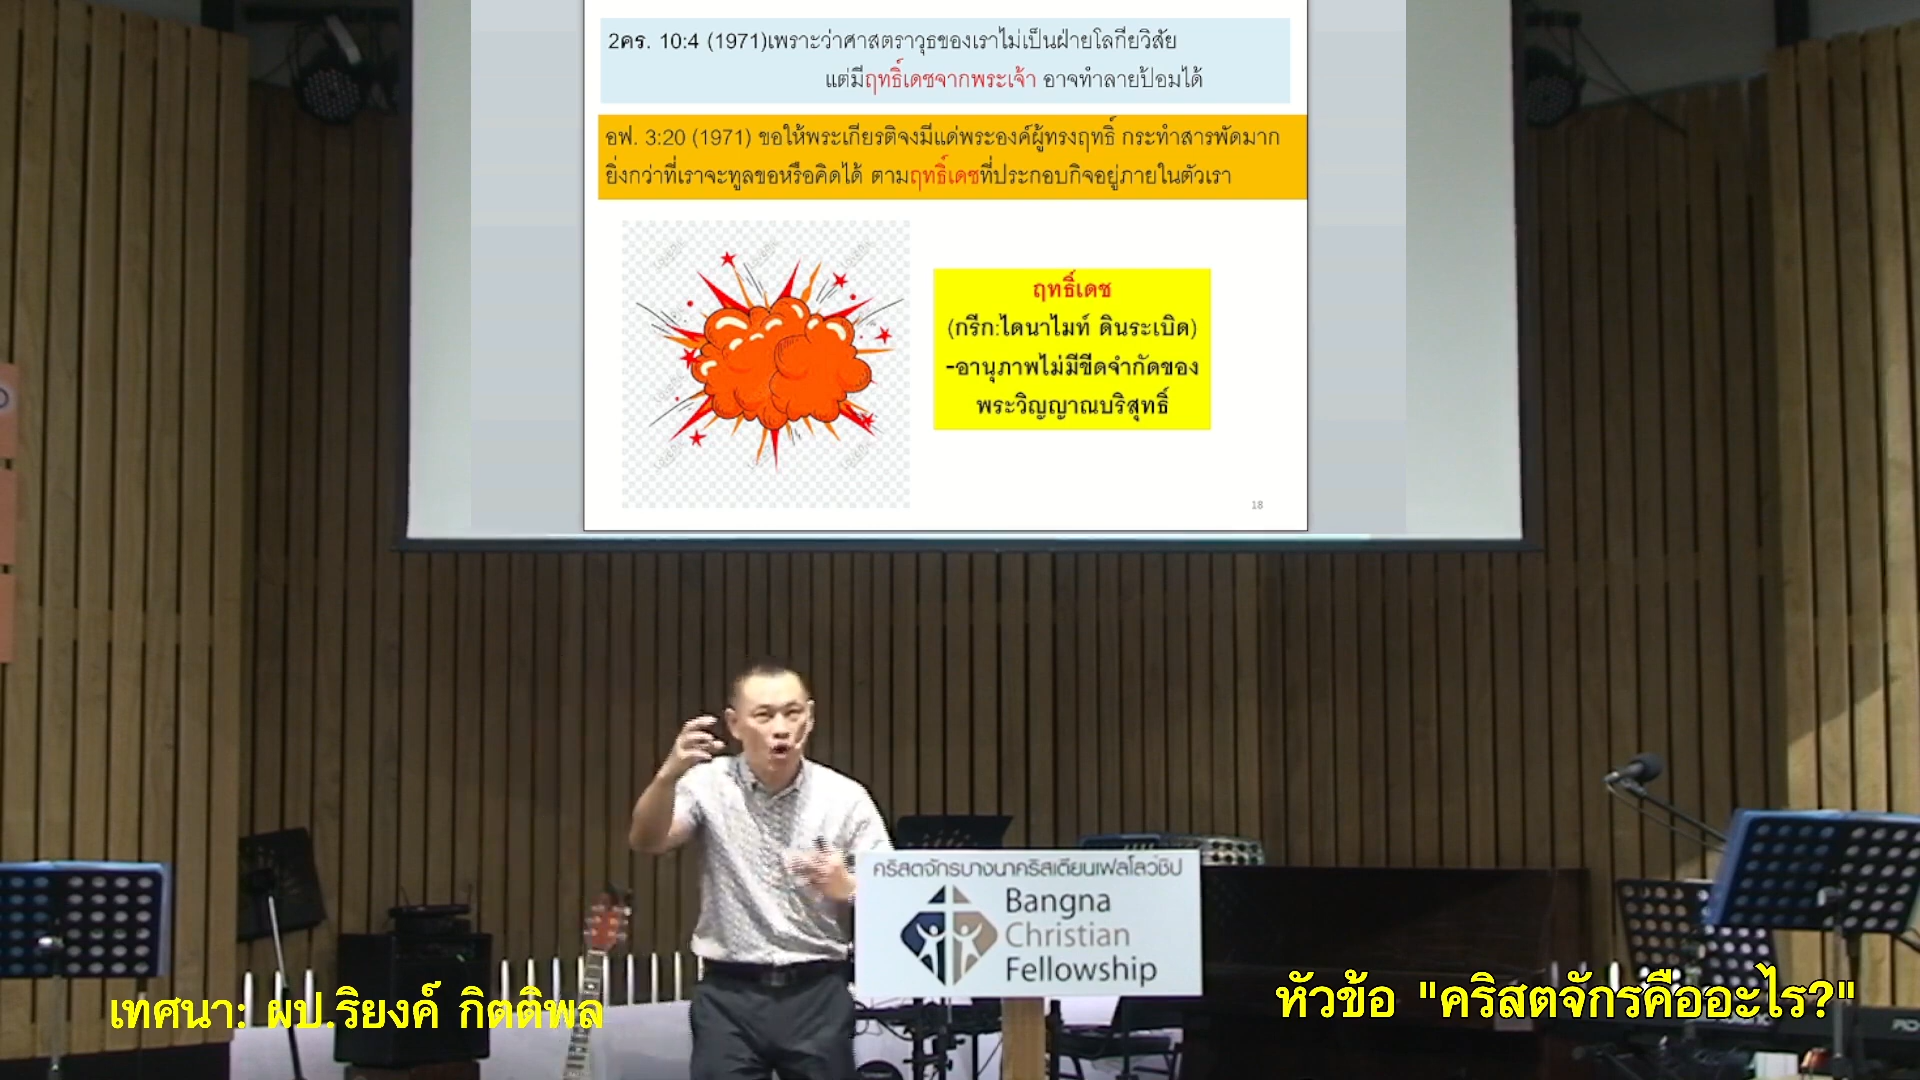 2คร. 10:4 (1971)เพราะว่าศาสตราวุธของเราไม่เป็นฝ่ายโลกียวิสัย
แต่มีฤทธิ์เดชจากพระเจ้า อาจทำลายป้อมได้
อฟ. 3:20 (1971) ขอให้พระเกียรติจงมีแด่พระองค์ผู้ทรงฤทธิ์ กระทำสารพัดมาก
ยิ่งกว่าที่เราจะทูลขอหรือคิดได้ ตามฤทธิ์เดชที่ประกอบกิจอยู่ภายในตัวเรา
ฤทธิ์เดช
(กรีก:ไดนาไมท์ ดินระเบิด)
-อานุภาพไม่มีขีดจำกัดของ
พระวิญญาณบริสุทธิ์
18
คริสตจักรบางนาคริสเตียนเฟลโลว์ชิป
Bangna
Christian
Fellowship
เทศนา: ผป.ริยงค์ กิตติพล
หัวข้อ "คริสตจักรคืออะไร?"